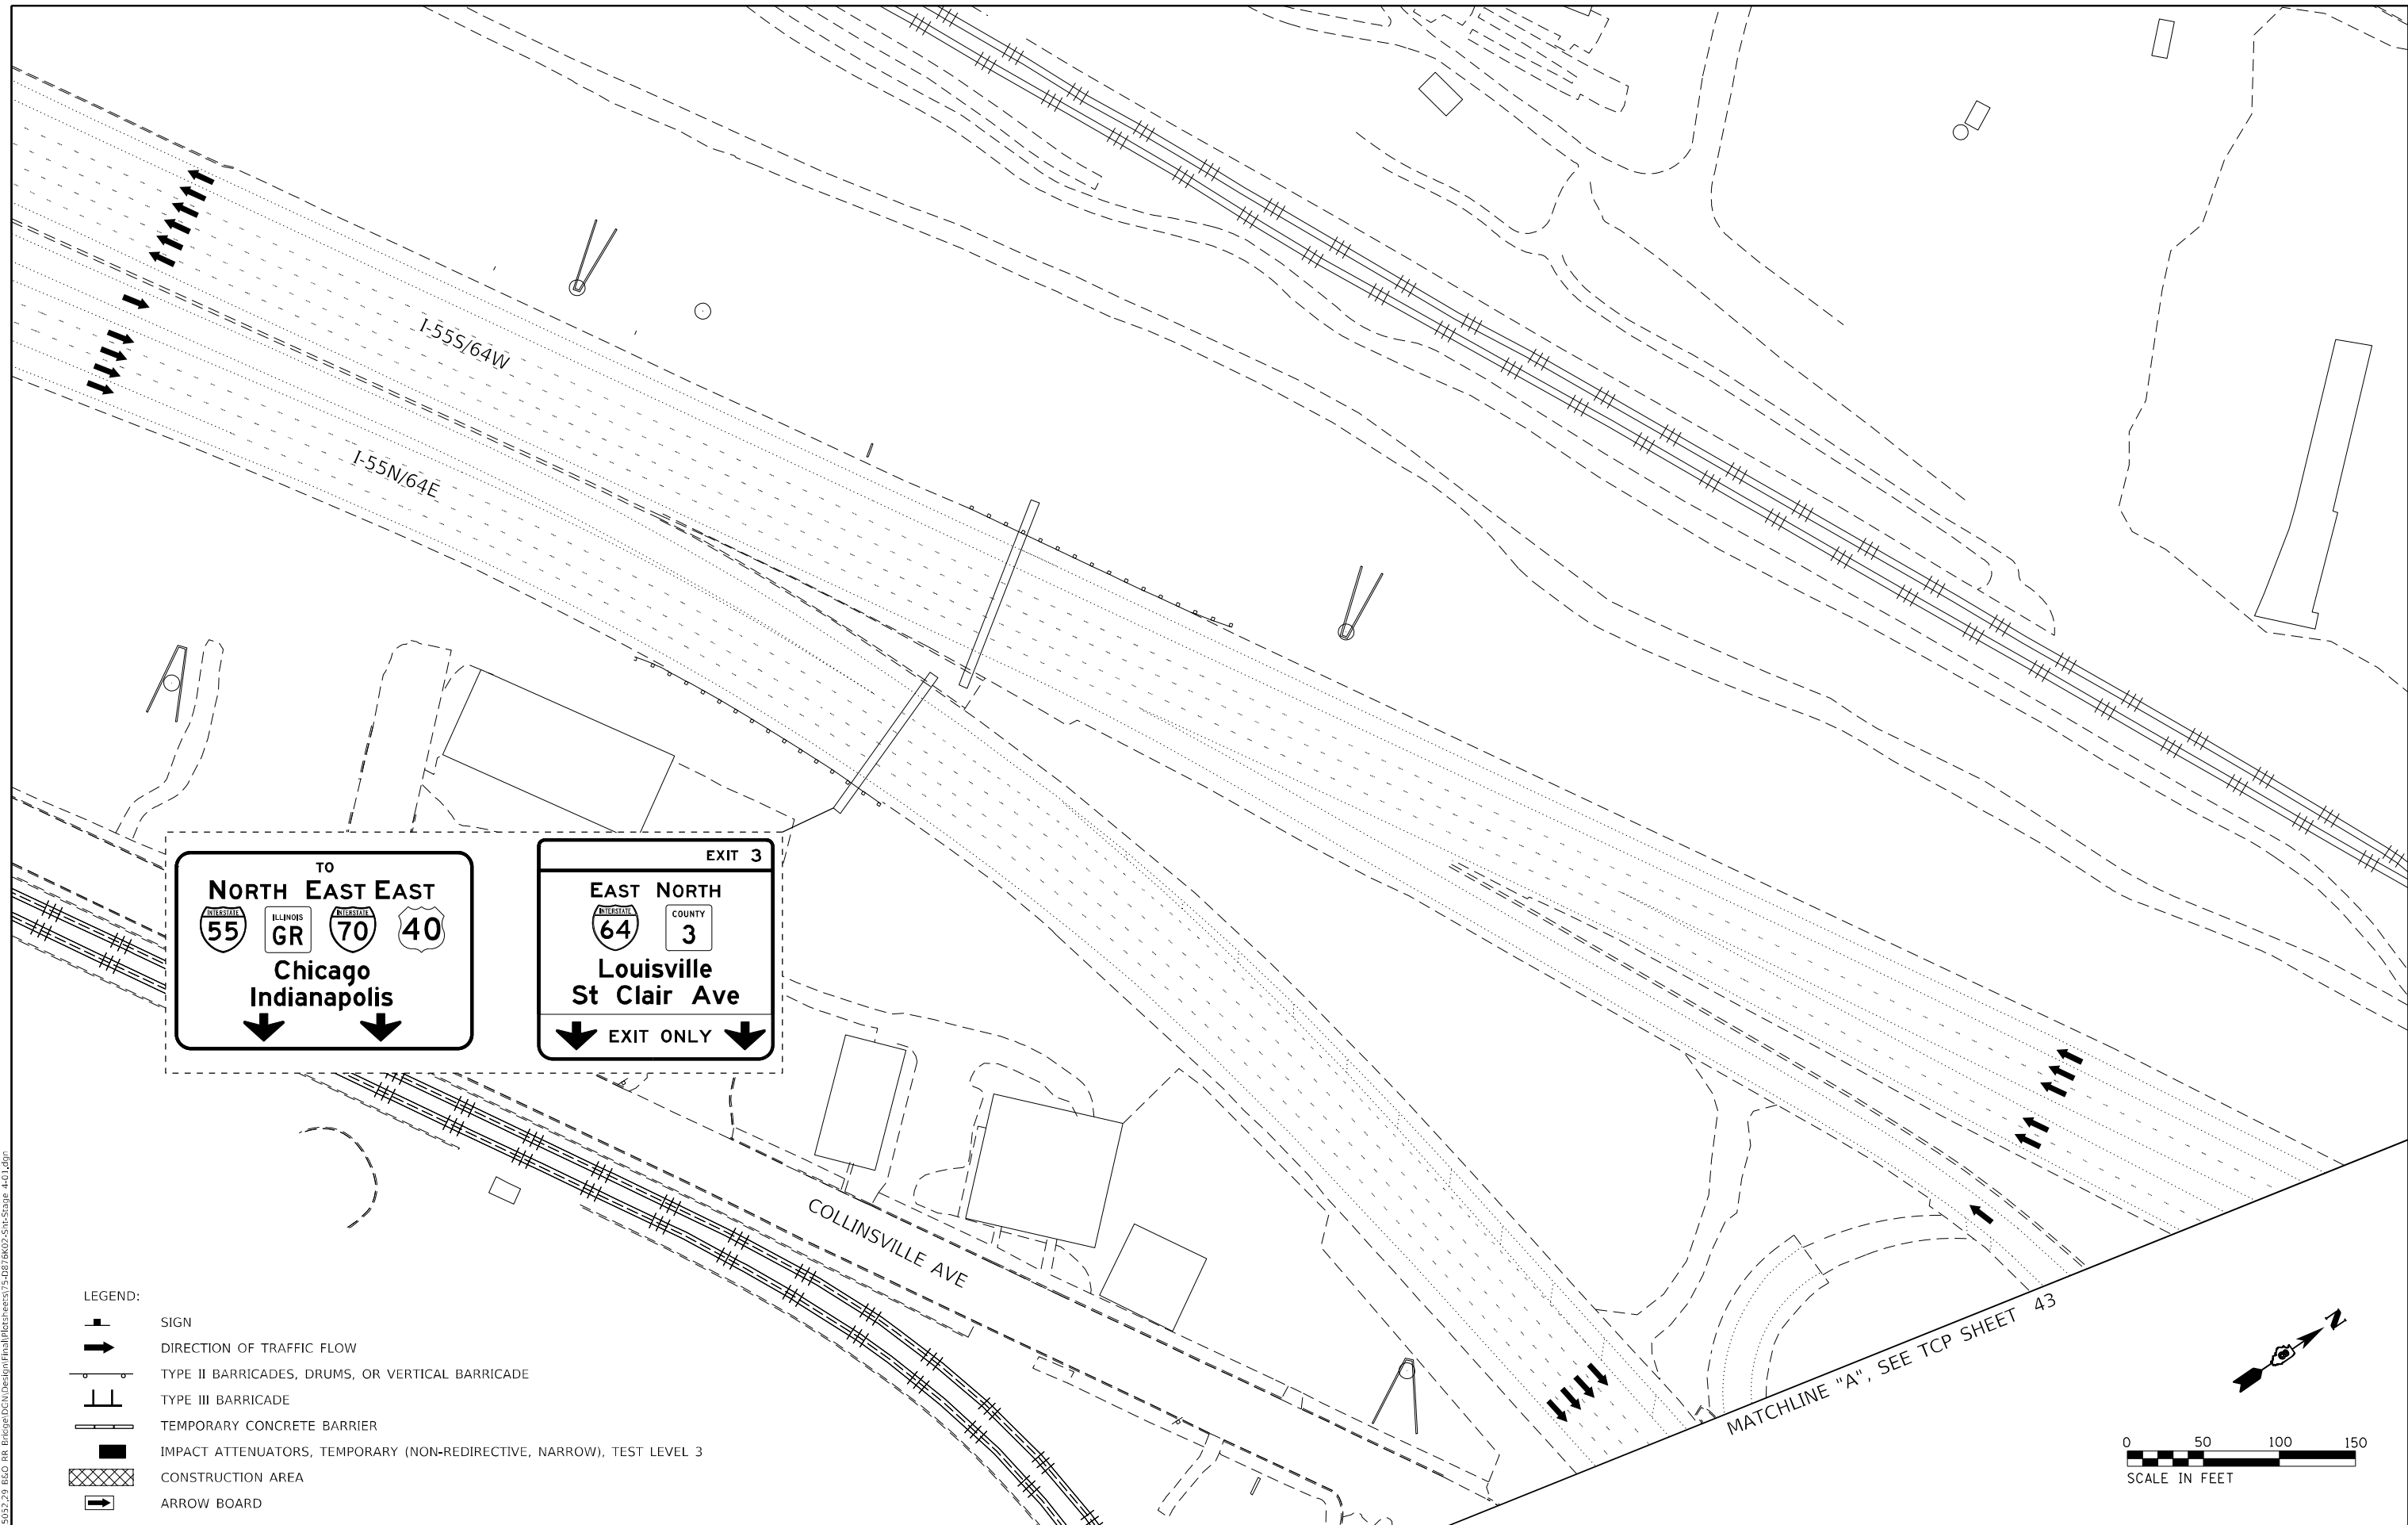 I-55S/64W
I-55N/64E
TO
NORTH EAST EAST
INTERSTATE 55
ILLINOIS GR
INTERSTATE 70
40
Chicago
Indianapolis
EXIT 3
EAST NORTH
INTERSTATE 64
COUNTY 3
Louisville
St Clair Ave
EXIT ONLY
COLLINSVILLE AVE
MATCHLINE "A", SEE TCP SHEET 43
N
LEGEND:
SIGN
DIRECTION OF TRAFFIC FLOW
TYPE II BARRICADES, DRUMS, OR VERTICAL BARRICADE
TYPE III BARRICADE
TEMPORARY CONCRETE BARRIER
IMPACT ATTENUATORS, TEMPORARY (NON-REDIRECTIVE, NARROW), TEST LEVEL 3
CONSTRUCTION AREA
ARROW BOARD
0 50 100 150
SCALE IN FEET